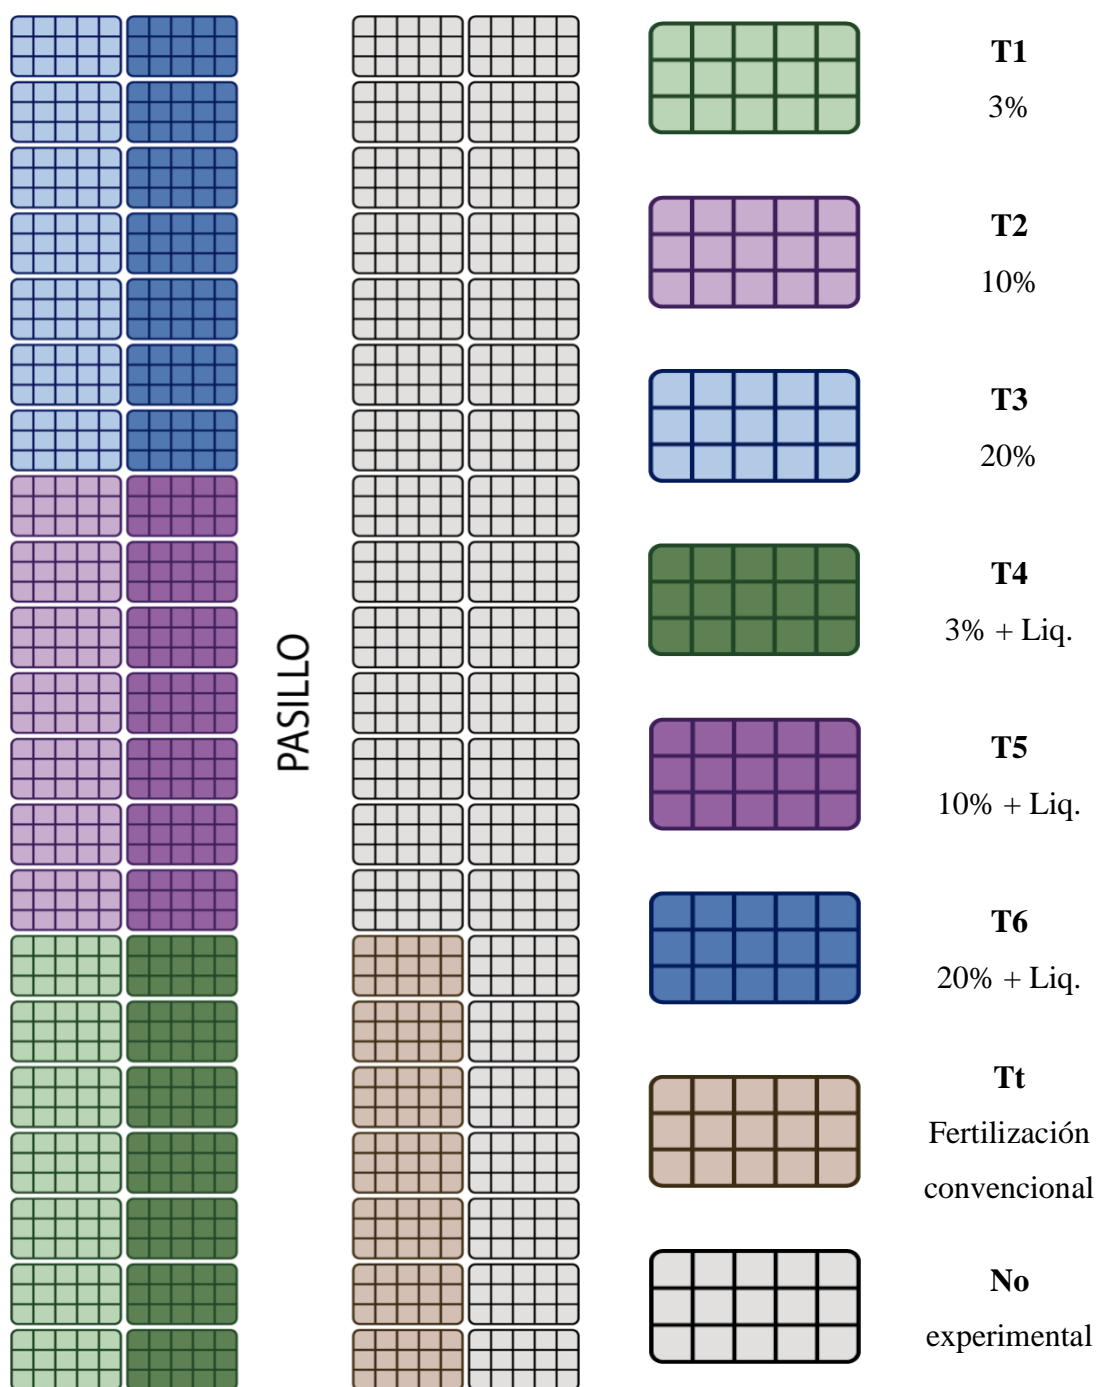 PASILLO
T1
3%
T2
10%
T3
20%
T4
3% + Liq.
T5
10% + Liq.
T6
20% + Liq.
Tt
Fertilización
convencional
No
experimental